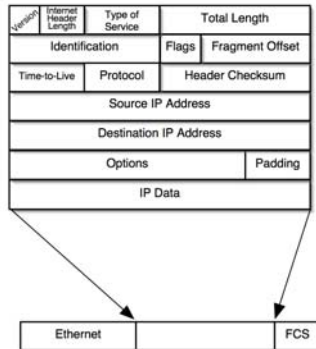 Version Internet Header Length Type of Service Total Length
Identification Flags Fragment Offset
Time-to-Live Protocol Header Checksum
Source IP Address
Destination IP Address
Options Padding
IP Data
Ethernet FCS